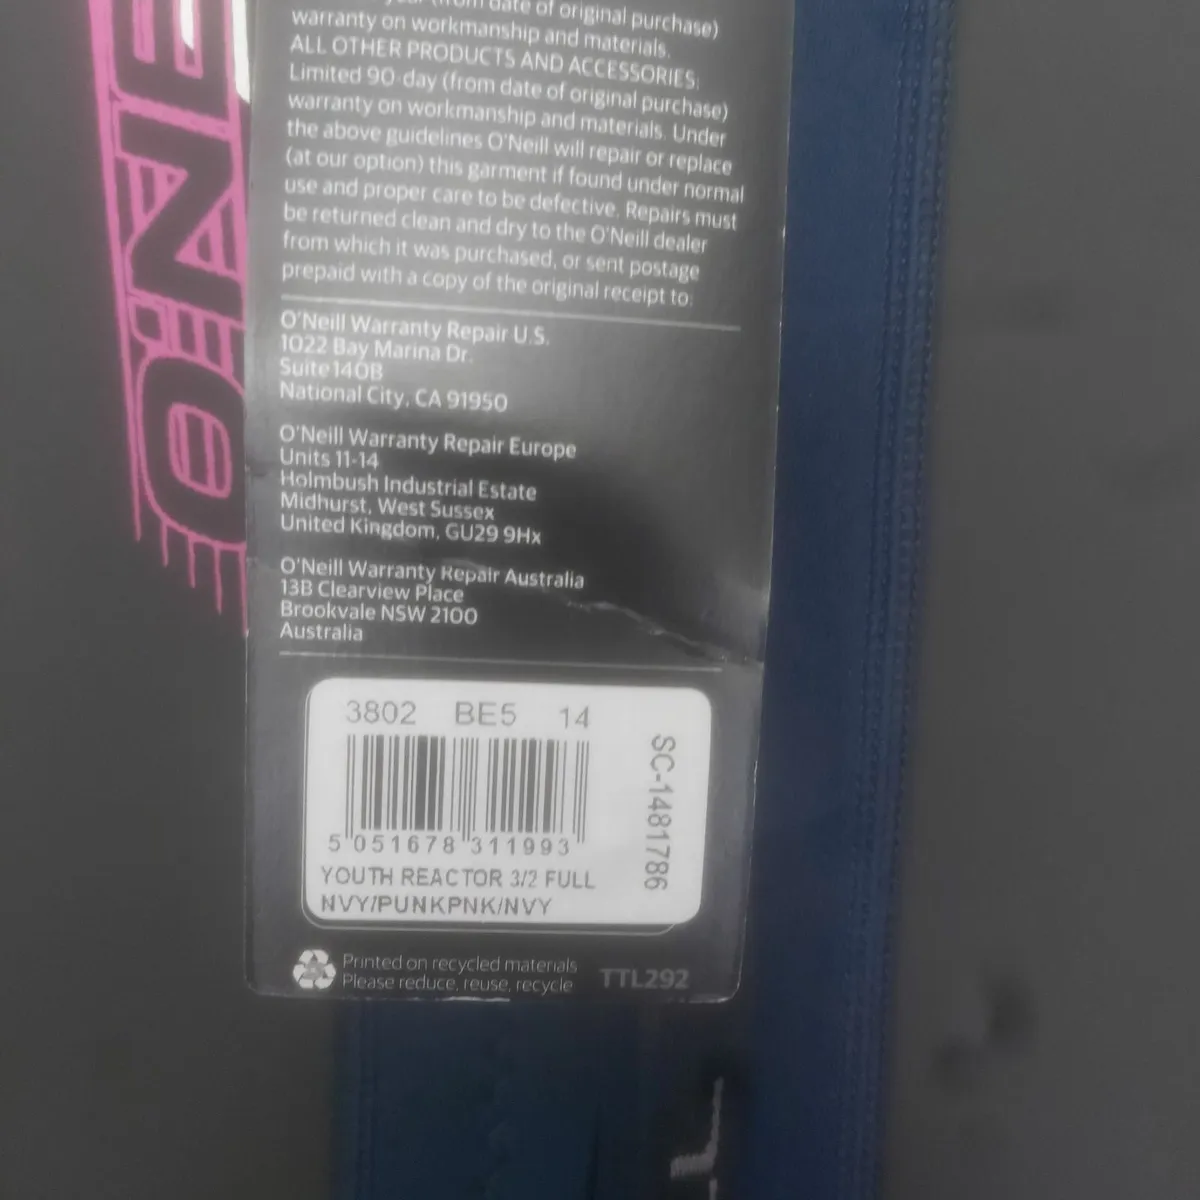 (from date of original purchase)
warranty on workmanship and materials.
ALL OTHER PRODUCTS AND ACCESSORIES:
Limited 90-day (from date of original purchase)
warranty on workmanship and materials. Under
the above guidelines O'Neill will repair or replace
(at our option) this garment if found under normal
use and proper care to be defective. Repairs must
be returned clean and dry to the O'Neill dealer
from which it was purchased, or sent postage
prepaid with a copy of the original receipt to:
O'Neill Warranty Repair U.S.
1022 Bay Marina Dr.
Suite 140B
National City, CA 91950
O'Neill Warranty Repair Europe
Units 11-14
Holmbush Industrial Estate
Midhurst, West Sussex
United Kingdom, GU29 9Hx
O'Neill Warranty Repair Australia
13B Clearview Place
Brookvale NSW 2100
Australia
3802 BE5 14
5 051678 311993
YOUTH REACTOR 3/2 FULL
NVY/PUNKPNK/NVY
SC-1481786
Printed on recycled materials
Please reduce, reuse, recycle
TTL292
O'NE